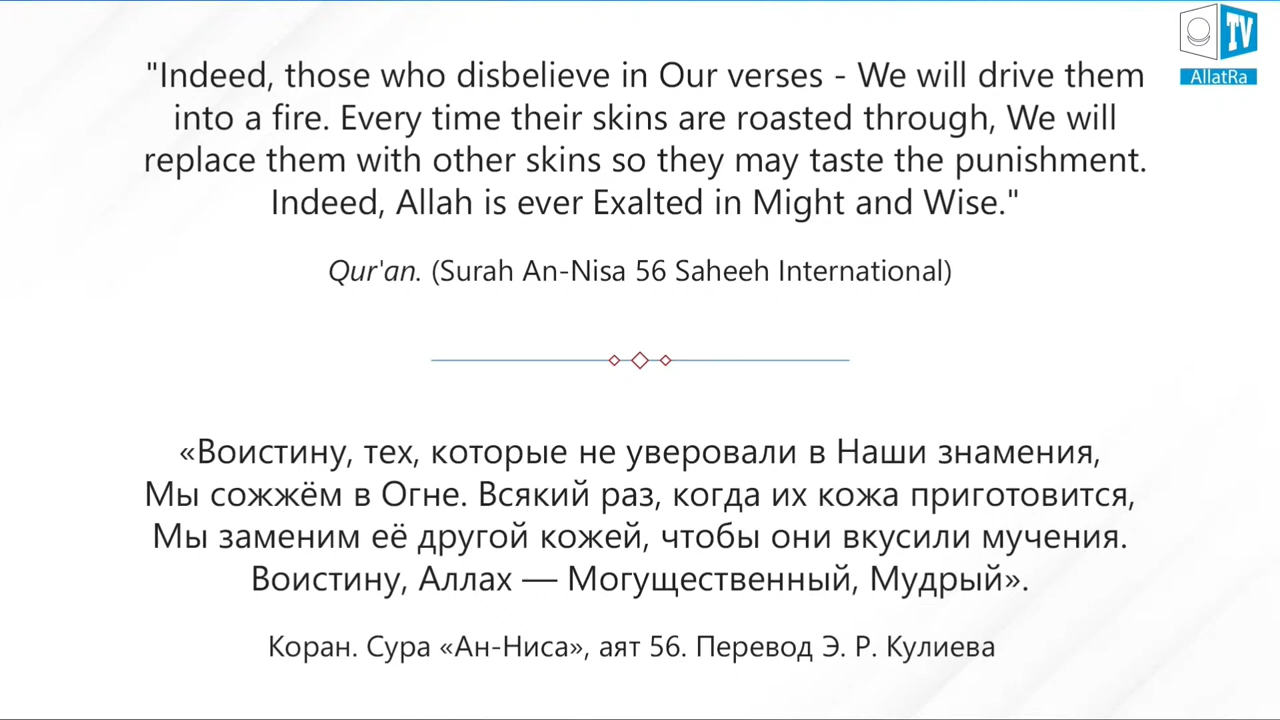 TV
AllatRa
"Indeed, those who disbelieve in Our verses - We will drive them
into a fire. Every time their skins are roasted through, We will
replace them with other skins so they may taste the punishment.
Indeed, Allah is ever Exalted in Might and Wise."
Qur'an. (Surah An-Nisa 56 Saheeh International)
«Воистину, тех, которые не уверовали в Наши знамения,
Мы сожжём в Огне. Всякий раз, когда их кожа приготовится,
Мы заменим её другой кожей, чтобы они вкусили мучения.
Воистину, Аллах — Могущественный, Мудрый».
Коран. Сура «Ан-Ниса», аят 56. Перевод Э. Р. Кулиева